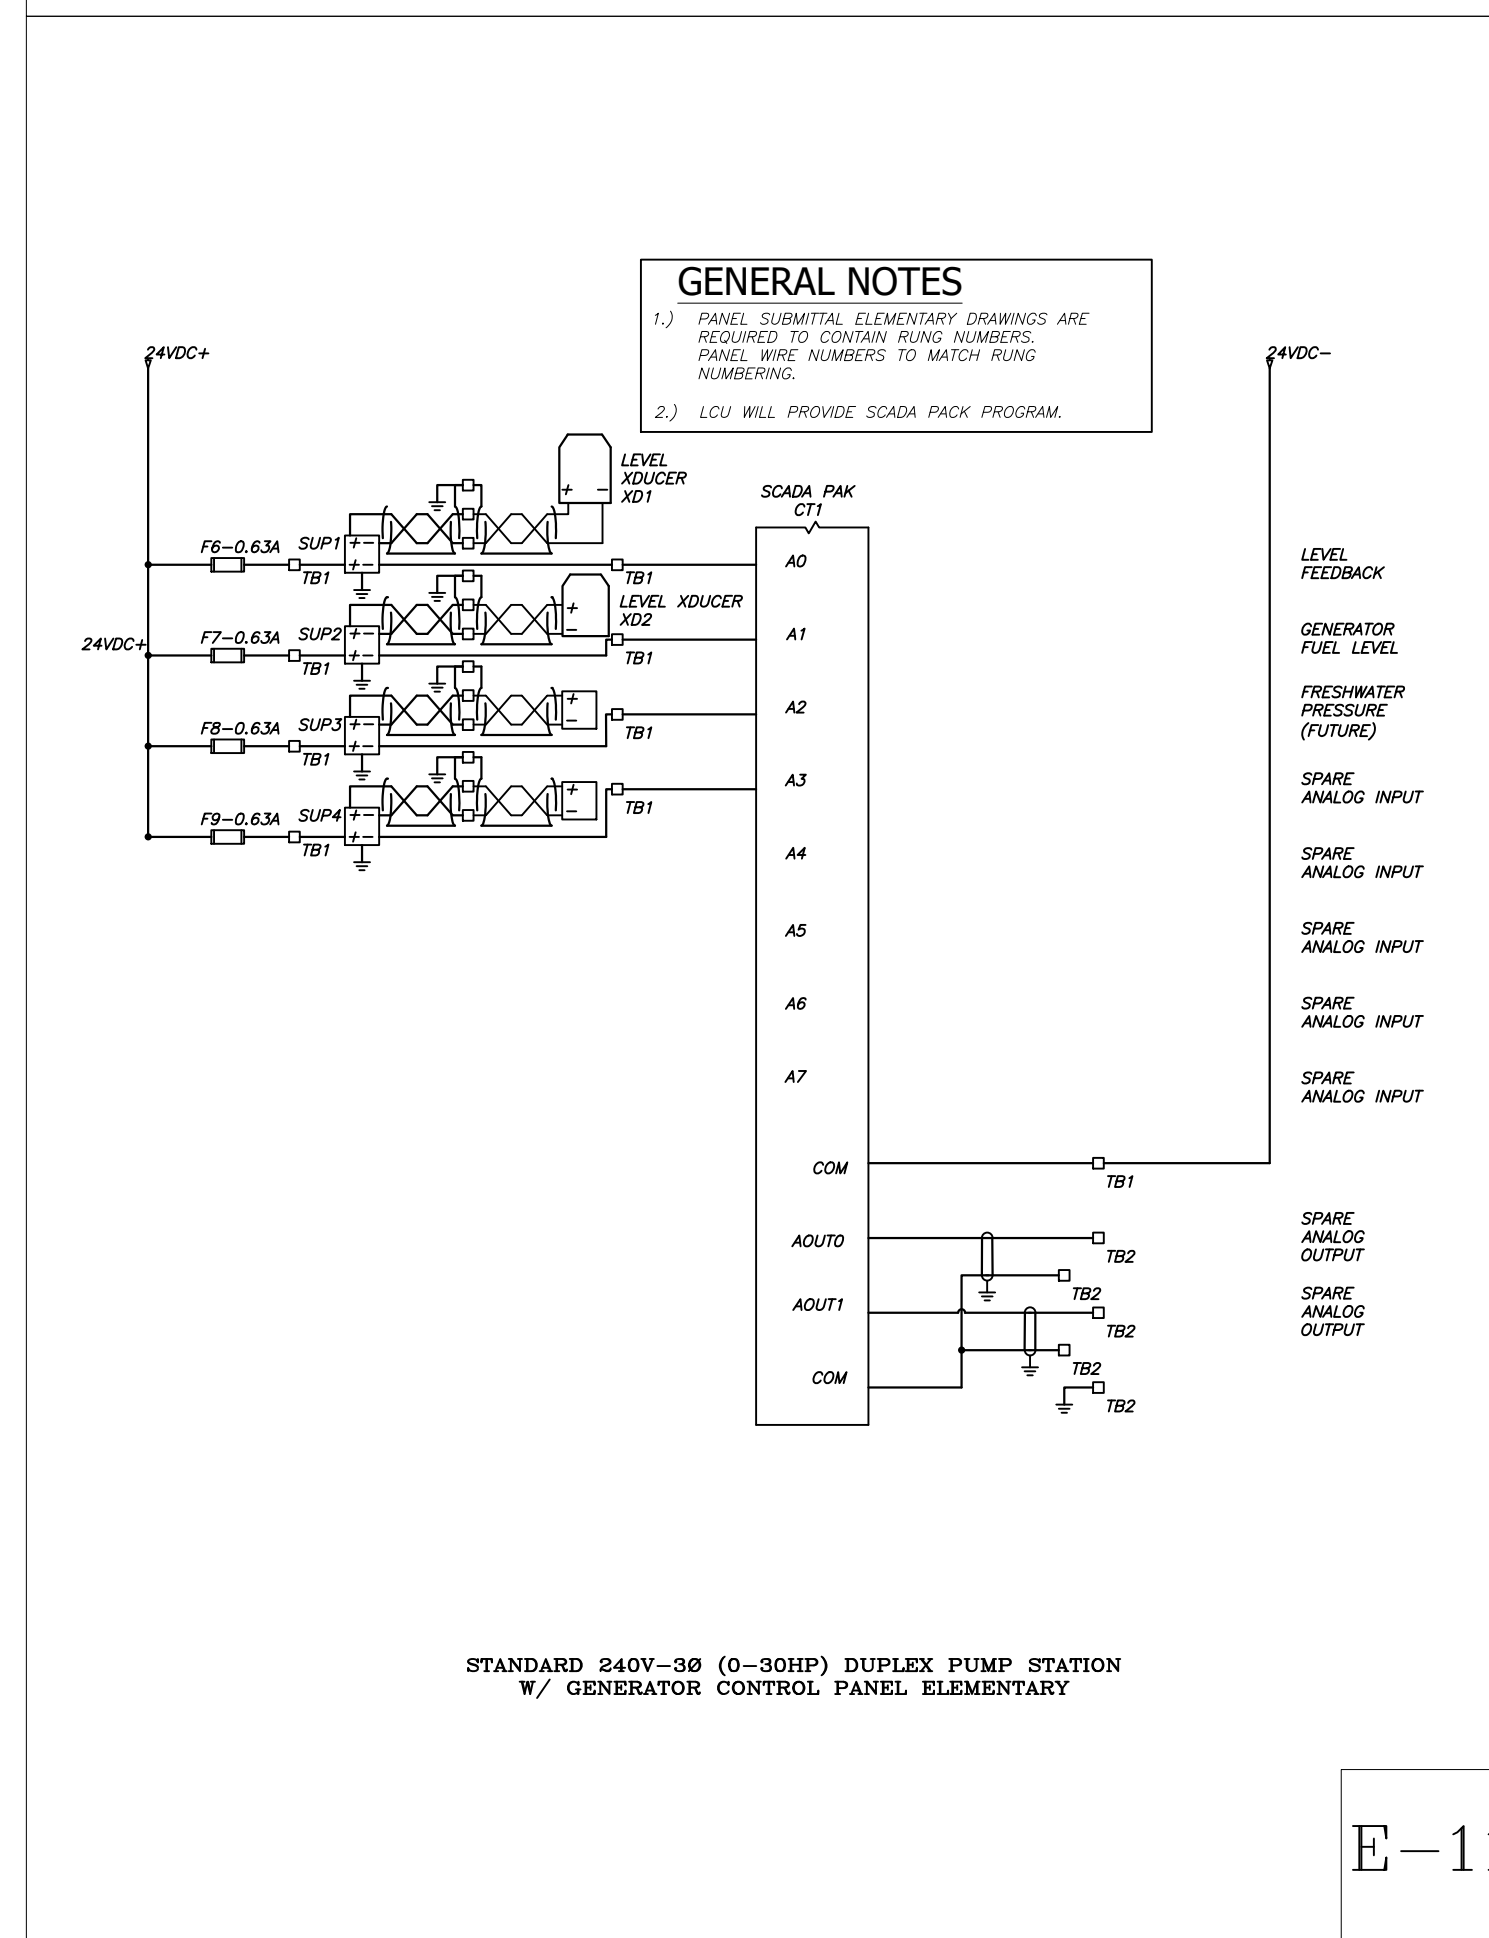 GENERAL NOTES
1.) PANEL SUBMITTAL ELEMENTARY DRAWINGS ARE
REQUIRED TO CONTAIN RUNG NUMBERS.
PANEL WIRE NUMBERS TO MATCH RUNG
NUMBERING.
2.) LCU WILL PROVIDE SCADA PACK PROGRAM.
24VDC+
24VDC-
LEVEL
XDUCER
XD1
+ -
SCADA PAK
CT1
F6-0.63A
SUP1
+-
+-
TB1
TB1
A0
LEVEL
FEEDBACK
LEVEL XDUCER
XD2
+
-
24VDC+
F7-0.63A
SUP2
+-
+-
TB1
TB1
A1
GENERATOR
FUEL LEVEL
F8-0.63A
SUP3
+-
+-
+
-
TB1
TB1
A2
FRESHWATER
PRESSURE
(FUTURE)
F9-0.63A
SUP4
+-
+-
+
-
TB1
TB1
A3
SPARE
ANALOG INPUT
A4
SPARE
ANALOG INPUT
A5
SPARE
ANALOG INPUT
A6
SPARE
ANALOG INPUT
A7
SPARE
ANALOG INPUT
COM
TB1
AOUT0
TB2
SPARE
ANALOG
OUTPUT
TB2
AOUT1
TB2
SPARE
ANALOG
OUTPUT
TB2
COM
TB2
STANDARD 240V-3Ø (0-30HP) DUPLEX PUMP STATION
W/ GENERATOR CONTROL PANEL ELEMENTARY